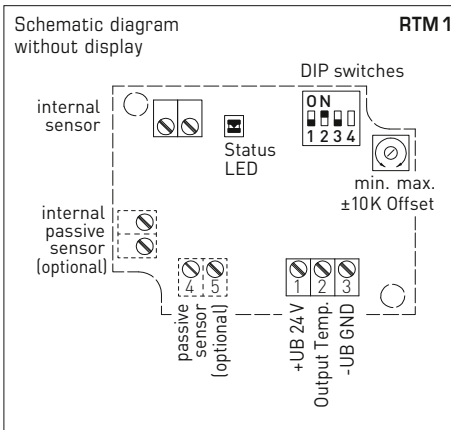 Schematic diagram
without display
RTM 1
DIP switches
internal
sensor
ON
1 2 3 4
Status
LED
min. max.
±10K Offset
internal
passive
sensor
(optional)
4 5
1 2 3
passive
sensor
(optional)
+UB 24 V
Output Temp.
-UB GND